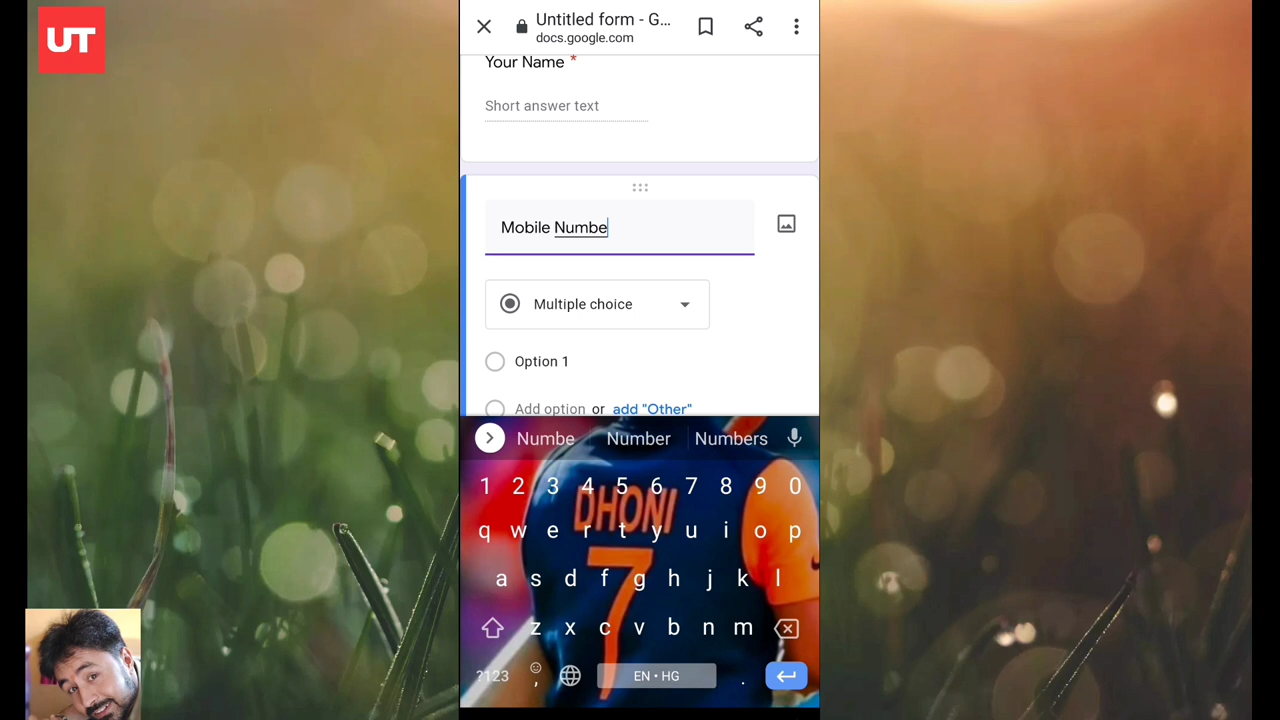 UT
Untitled form - G...
docs.google.com
Your Name *
Short answer text
Mobile Numbe
Multiple choice
Option 1
Add option or add "Other"
Numbe Number Numbers
1 2 3 4 5 6 7 8 9 0
DHONI
q w e r t y u i o p
7
a s d f g h j k l
z x c v b n m
?123 , EN • HG .